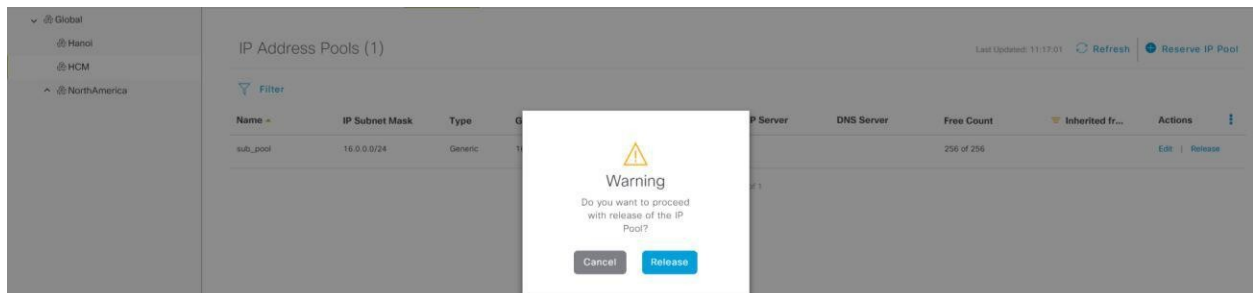 Global
Hanoi
HCM
NorthAmerica
IP Address Pools (1)
Last Updated: 11:17:01 Refresh Reserve IP Pool
Filter
Name IP Subnet Mask Type G P Server DNS Server Free Count Inherited fr... Actions
sub_pool 16.0.0.0/24 Generic 1 256 of 256 Edit | Release
of 1
Warning
Do you want to proceed
with release of the IP
Pool?
Cancel Release